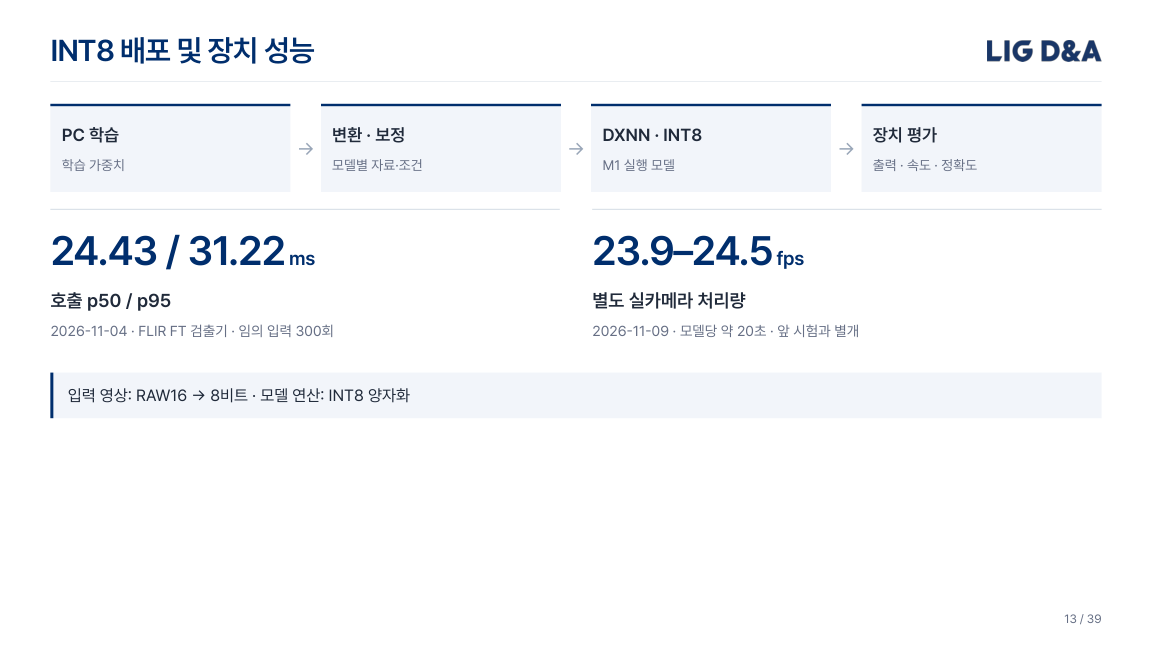 INT8 배포 및 장치 성능
LIG D&A
PC 학습
학습 가중치
→
변환 · 보정
모델별 자료·조건
→
DXNN · INT8
M1 실행 모델
→
장치 평가
출력 · 속도 · 정확도
24.43 / 31.22 ms
호출 p50 / p95
2026-11-04 · FLIR FT 검출기 · 임의 입력 300회
23.9–24.5 fps
별도 실카메라 처리량
2026-11-09 · 모델당 약 20초 · 앞 시험과 별개
입력 영상: RAW16 → 8비트 · 모델 연산: INT8 양자화
13 / 39